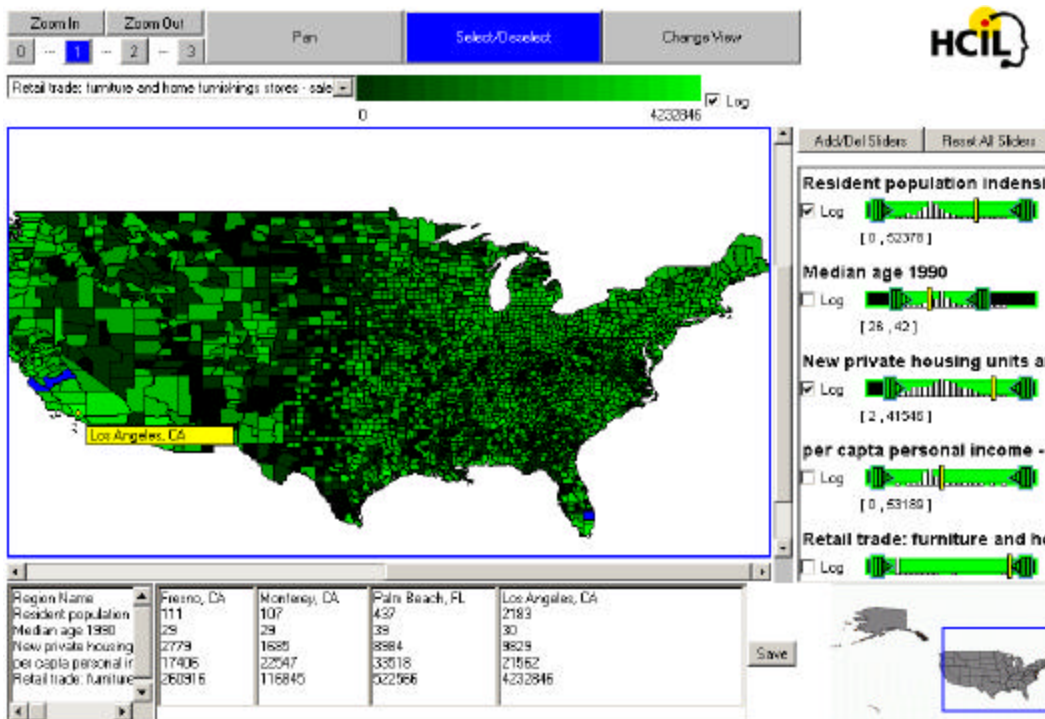 Zoom In Zoom Out
0 ... 1 ... 2 ... 3
Pan
Select/Deselect
Change View
HCIL
Retail trade: furniture and home furnishings stores - sale
0 4232846
Log
Add/Del Sliders Reset All Sliders
Resident population indensi
Log
[0,52378]
Median age 1990
Log
[26,42]
New private housing units a
Log
[2,41546]
per capta personal income -
Log
[0,53189]
Retail trade: furniture and ho
Log
Los Angeles, CA
Region Name Fresno, CA Monterey, CA Palm Beach, FL Los Angeles, CA
Resident population 111 107 437 2183
Median age 1990 29 29 39 30
New private housing 2779 1685 8984 9829
per capta personal ir 17406 22547 33518 21562
Retail trade: furniture 260916 116845 522566 4232846
Save